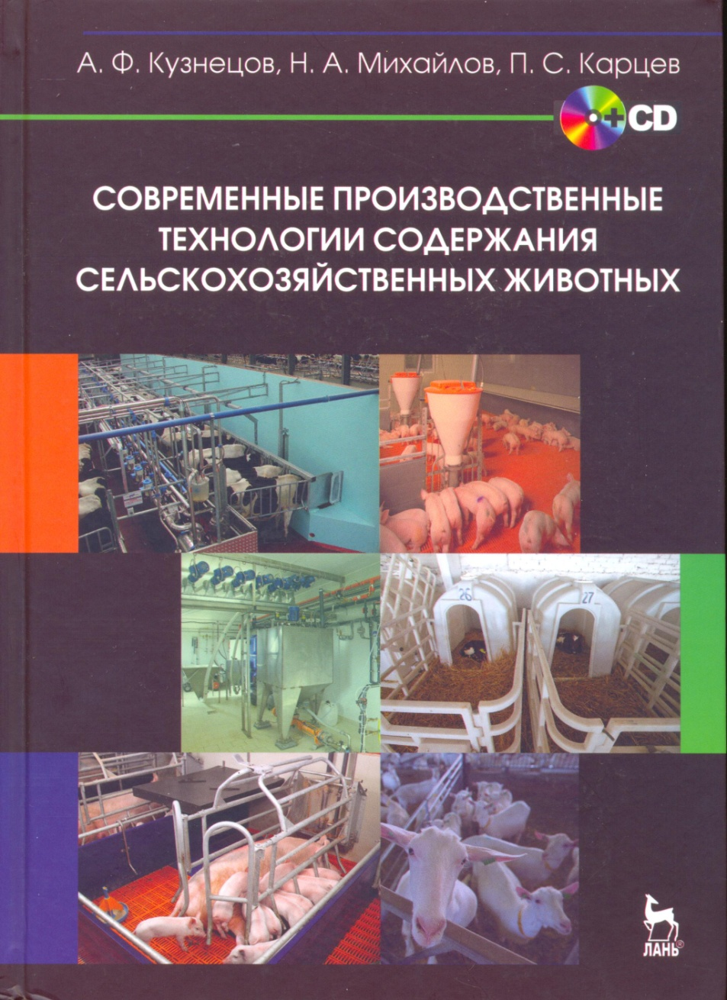 А. Ф. Кузнецов, Н. А. Михайлов, П. С. Карцев
+CD
СОВРЕМЕННЫЕ ПРОИЗВОДСТВЕННЫЕ
ТЕХНОЛОГИИ СОДЕРЖАНИЯ
СЕЛЬСКОХОЗЯЙСТВЕННЫХ ЖИВОТНЫХ
26
27
ЛАНЬ®